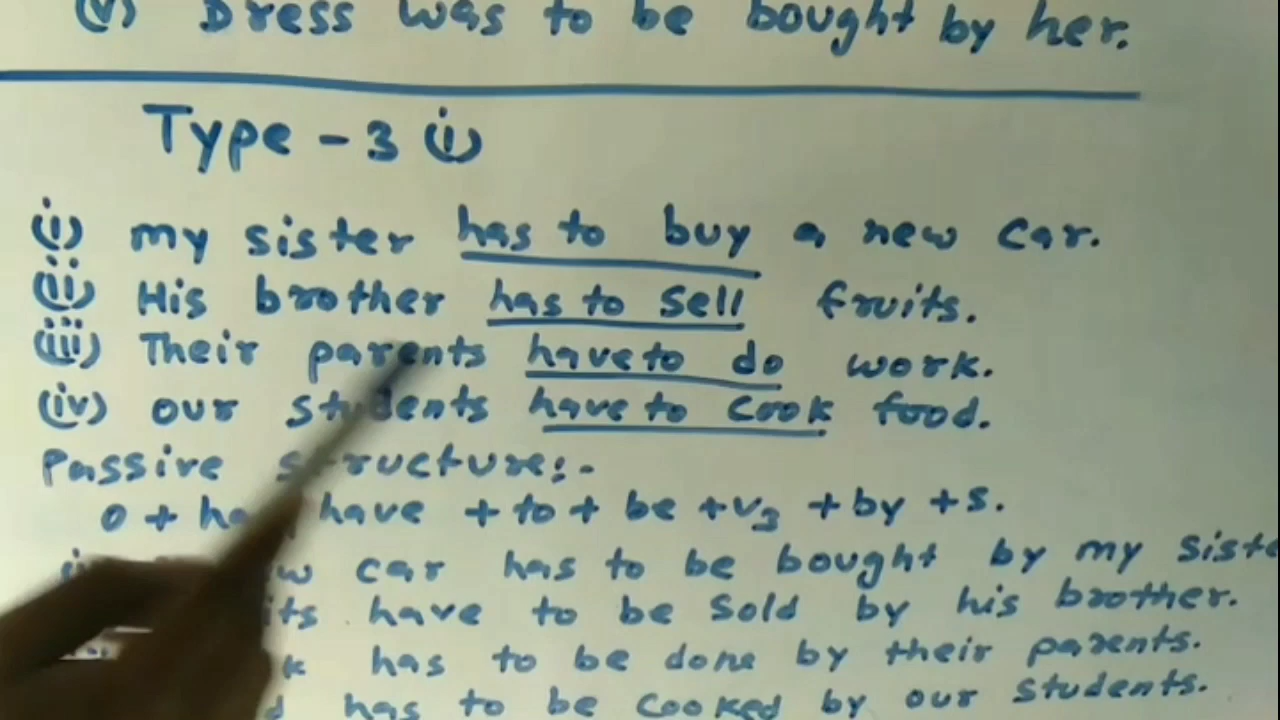 (v) Dress was to be bought by her.
Type - 3 (i)
(i) my sister has to buy a new car.
(ii) His brother has to sell fruits.
(iii) Their parents have to do work.
(iv) our students have to cook food.
Passive structure:-
o + have + to + be + v3 + by + s.
car has to be bought by my
have to be sold by his brother.
has to be done by their parents.
has to be cooked by our students.